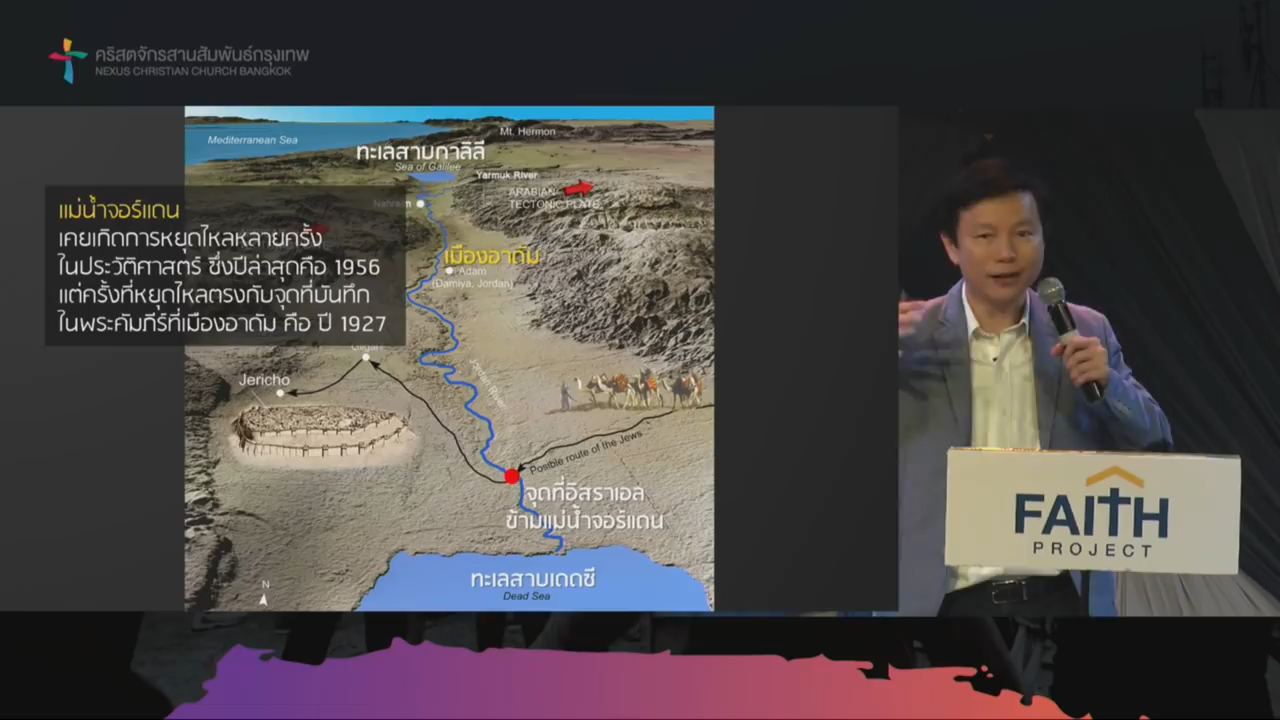 คริสตจักรสานสัมพันธ์กรุงเทพ
NEXUS CHRISTIAN CHURCH BANGKOK
Mediterranean Sea
Mt. Hermon
ทะเลสาบกาลิลี
Sea of Galilee
Yarmuk River
ARABIAN
TECTONIC PLATE
Naharaim
แม่น้ำจอร์แดน
เคยเกิดการหยุดไหลหลายครั้ง
ในประวัติศาสตร์ ซึ่งปีล่าสุดคือ 1956
แต่ครั้งที่หยุดไหลตรงกับจุดที่บันทึก
ในพระคัมภีร์ที่เมืองอาดัม คือ ปี 1927
เมืองอาดัม
Adam
(Damiya, Jordan)
Jericho
Jordan River
Posible route of the Jews
จุดที่อิสราเอล
ข้ามแม่น้ำจอร์แดน
ทะเลสาบเดดซี
Dead Sea
N
FAITH
PROJECT